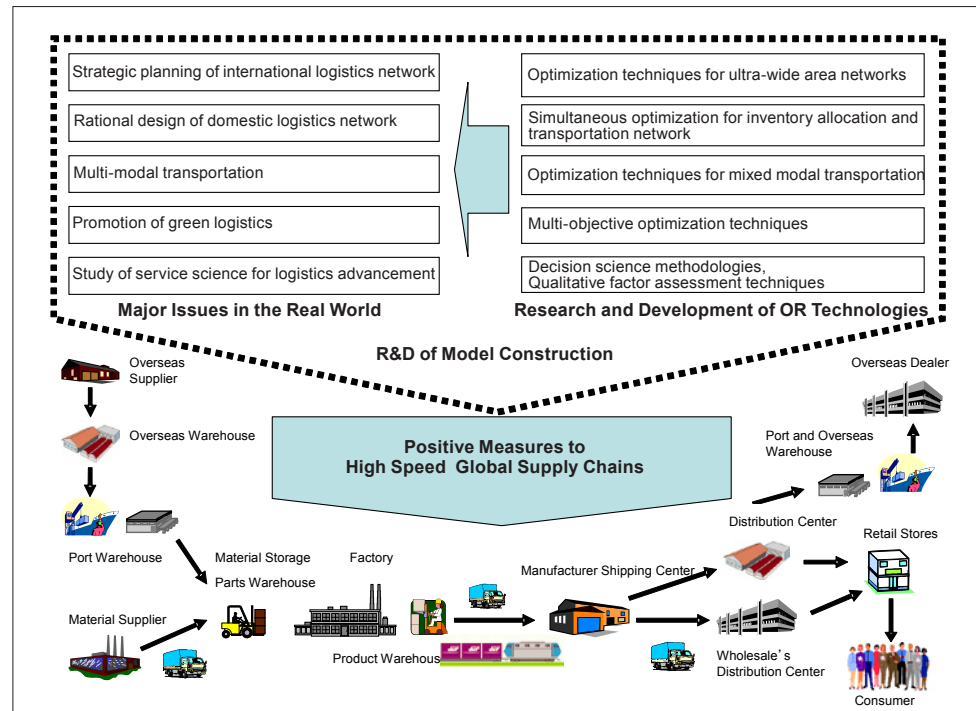 Strategic planning of international logistics network
Rational design of domestic logistics network
Multi-modal transportation
Promotion of green logistics
Study of service science for logistics advancement
Major Issues in the Real World
Optimization techniques for ultra-wide area networks
Simultaneous optimization for inventory allocation and
transportation network
Optimization techniques for mixed modal transportation
Multi-objective optimization techniques
Decision science methodologies,
Qualitative factor assessment techniques
Research and Development of OR Technologies
R&D of Model Construction
Positive Measures to
High Speed Global Supply Chains
Overseas
Supplier
Overseas Warehouse
Port Warehouse
Material Storage
Parts Warehouse
Material Supplier
Factory
Product Warehous
Manufacturer Shipping Center
Distribution Center
Wholesale's
Distribution Center
Port and Overseas
Warehouse
Overseas Dealer
Retail Stores
Consumer